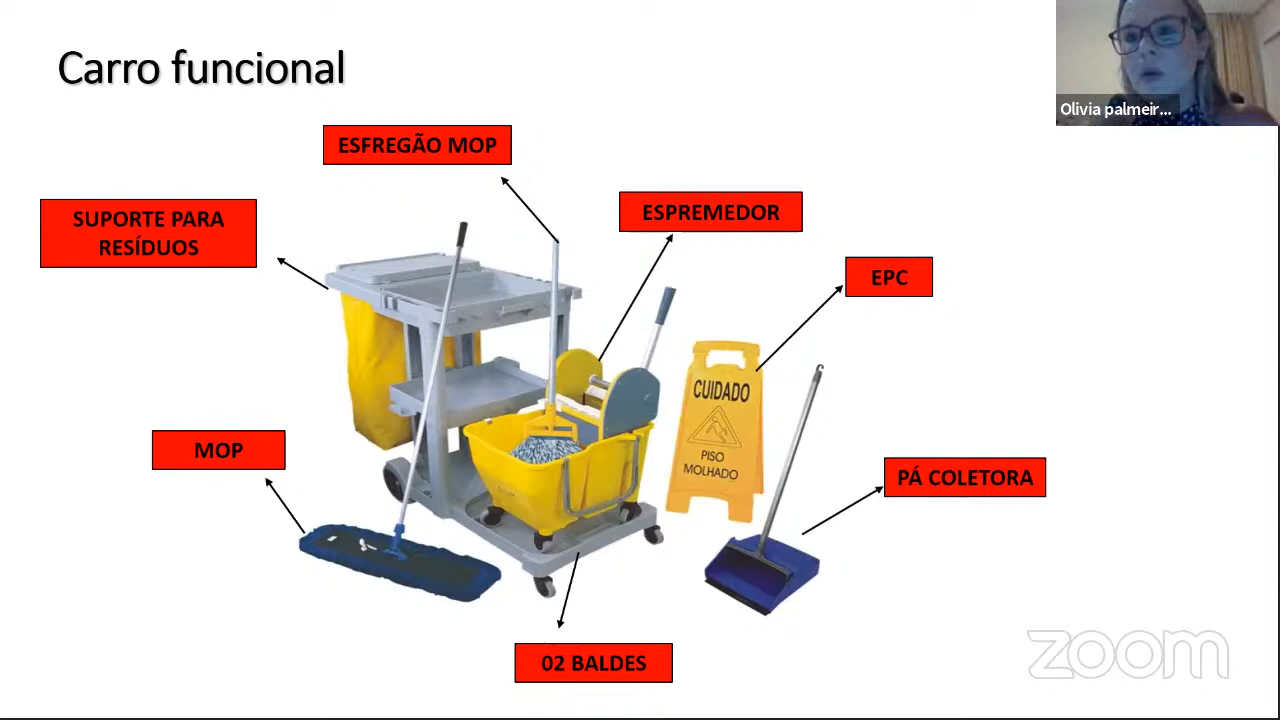 Carro funcional
Olivia palmeir...
ESFREGÃO MOP
SUPORTE PARA
RESÍDUOS
ESPREMEDOR
EPC
CUIDADO
PISO
MOLHADO
MOP
PÁ COLETORA
02 BALDES
zoom